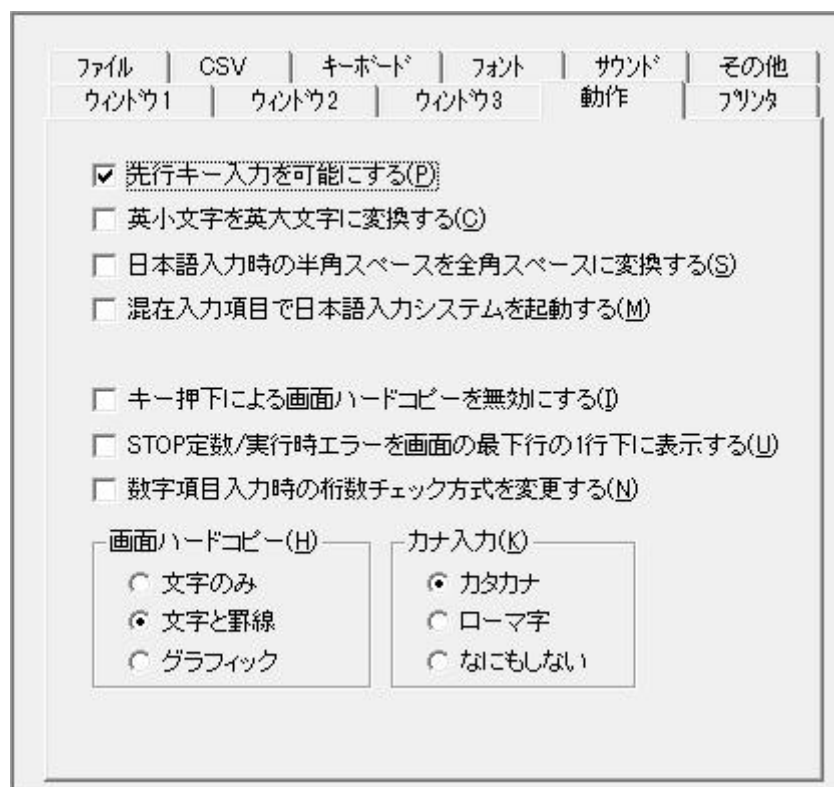 ﾌｧｲﾙ CSV ｷｰﾎﾞｰﾄﾞ ﾌｫﾝﾄ ｻｳﾝﾄﾞ その他
ｳｨﾝﾄﾞｳ1 ｳｨﾝﾄﾞｳ2 ｳｨﾝﾄﾞｳ3 動作 ﾌﾟﾘﾝﾀ
先行キー入力を可能にする(P)
英小文字を英大文字に変換する(C)
日本語入力時の半角スペースを全角スペースに変換する(S)
混在入力項目で日本語入力システムを起動する(M)
キー押下による画面ハードコピーを無効にする(I)
STOP定数/実行時エラーを画面の最下行の1行下に表示する(U)
数字項目入力時の桁数チェック方式を変更する(N)
画面ハードコピー(H) カナ入力(K)
文字のみ カタカナ
文字と罫線 ローマ字
グラフィック なにもしない